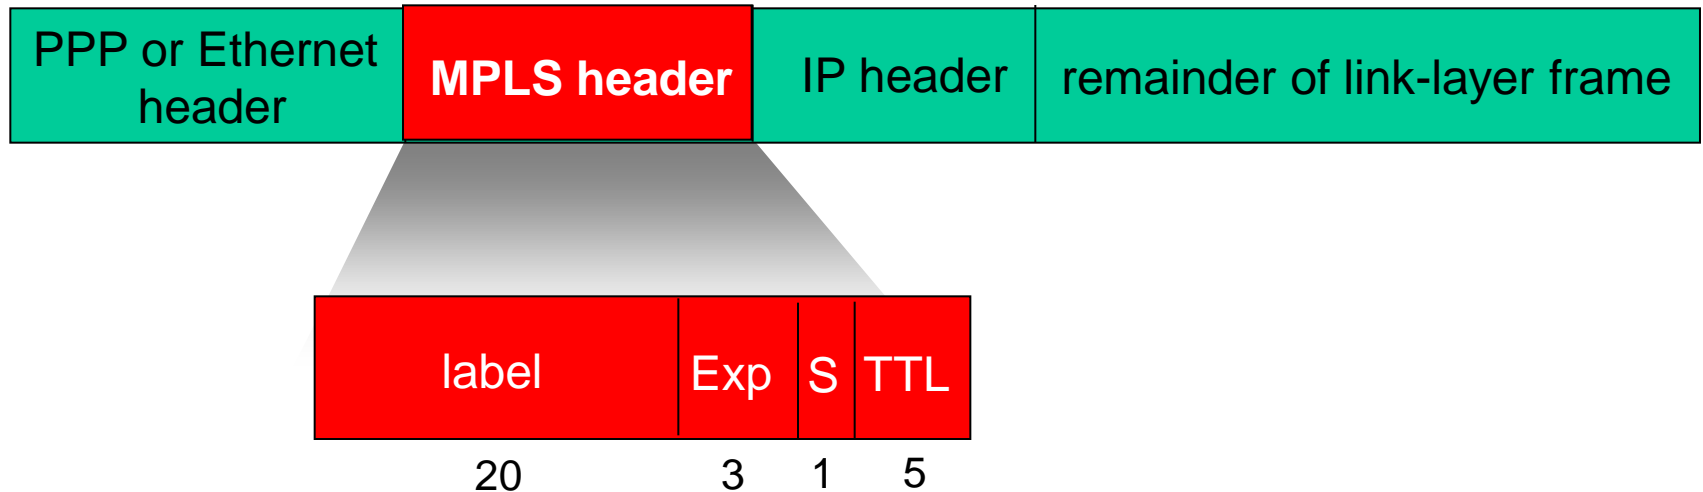 PPP or Ethernet
header
MPLS header
IP header
remainder of link-layer frame
label
Exp
S
TTL
20
3
1
5